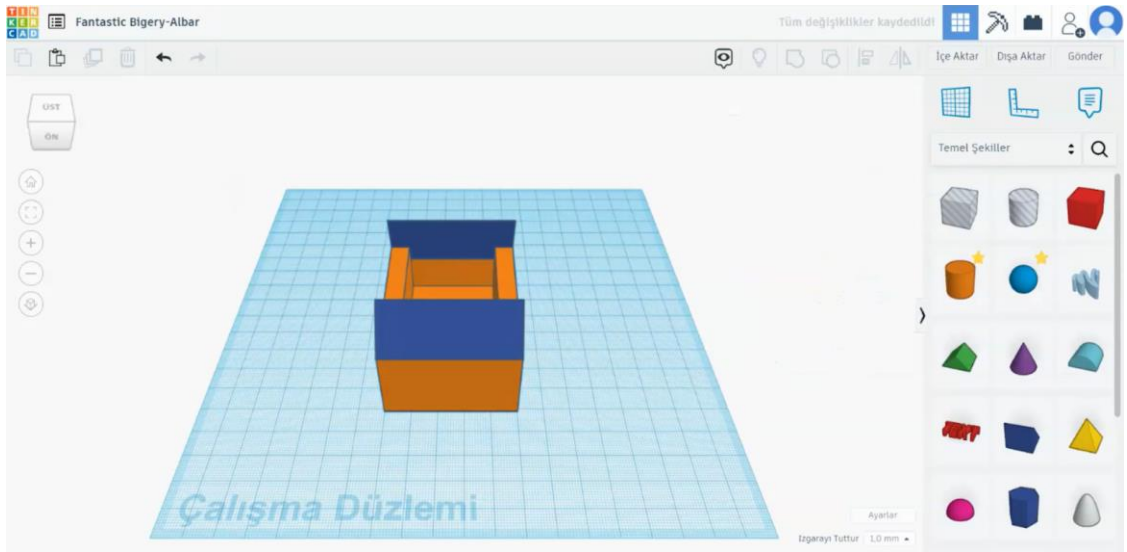 TIN
KER
CAD
Fantastic Bigery-Albar
Tüm değişiklikler kaydedildi
İçe Aktar
Dışa Aktar
Gönder
ÜST
ÖN
Temel Şekiller
TEXT
Çalışma Düzlemi
Ayarlar
Izgarayı Tuttur 1.0 mm